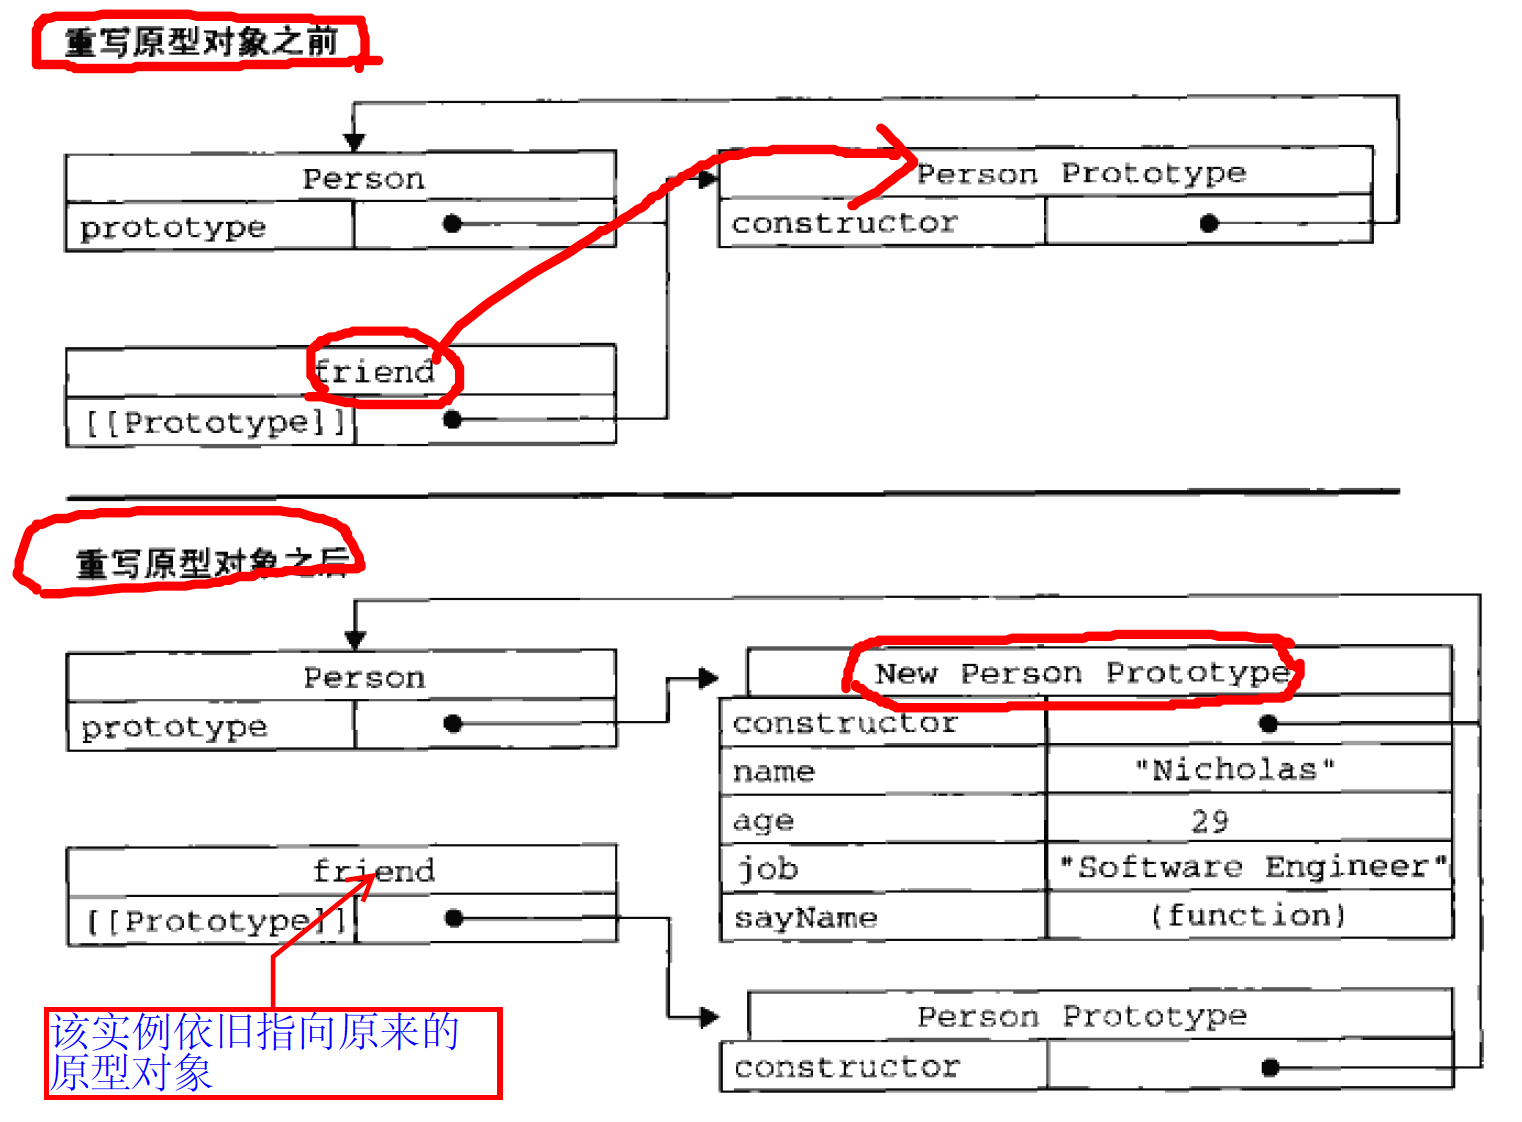 重写原型对象之前
Person
prototype
Person Prototype
constructor
friend
[[Prototype]]
重写原型对象之后
Person
prototype
New Person Prototype
constructor
name "Nicholas"
age 29
job "Software Engineer"
sayName (function)
friend
[[Prototype]]
该实例依旧指向原来的
原型对象
Person Prototype
constructor